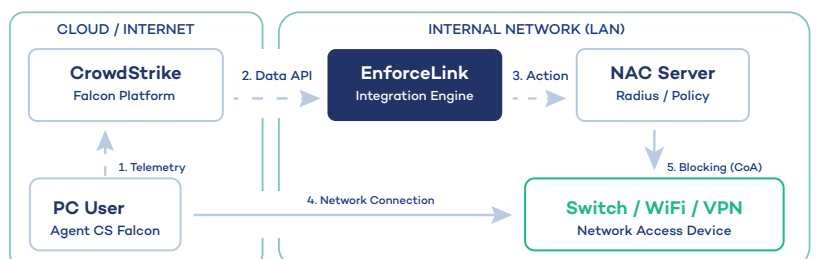 CLOUD / INTERNET
INTERNAL NETWORK (LAN)
CrowdStrike
Falcon Platform
2. Data API
EnforceLink
Integration Engine
3. Action
NAC Server
Radius / Policy
1. Telemetry
5. Blocking (CoA)
PC User
Agent CS Falcon
4. Network Connection
Switch / WiFi / VPN
Network Access Device